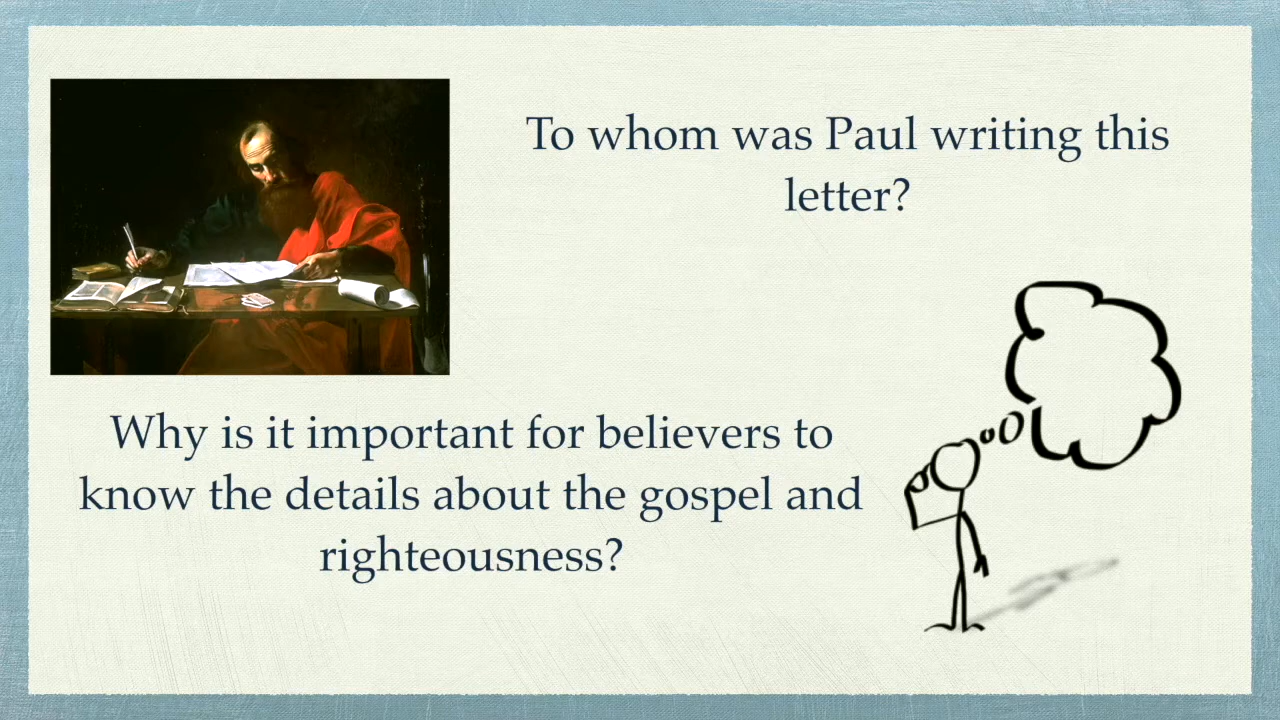 To whom was Paul writing this
letter?
Why is it important for believers to
know the details about the gospel and
righteousness?